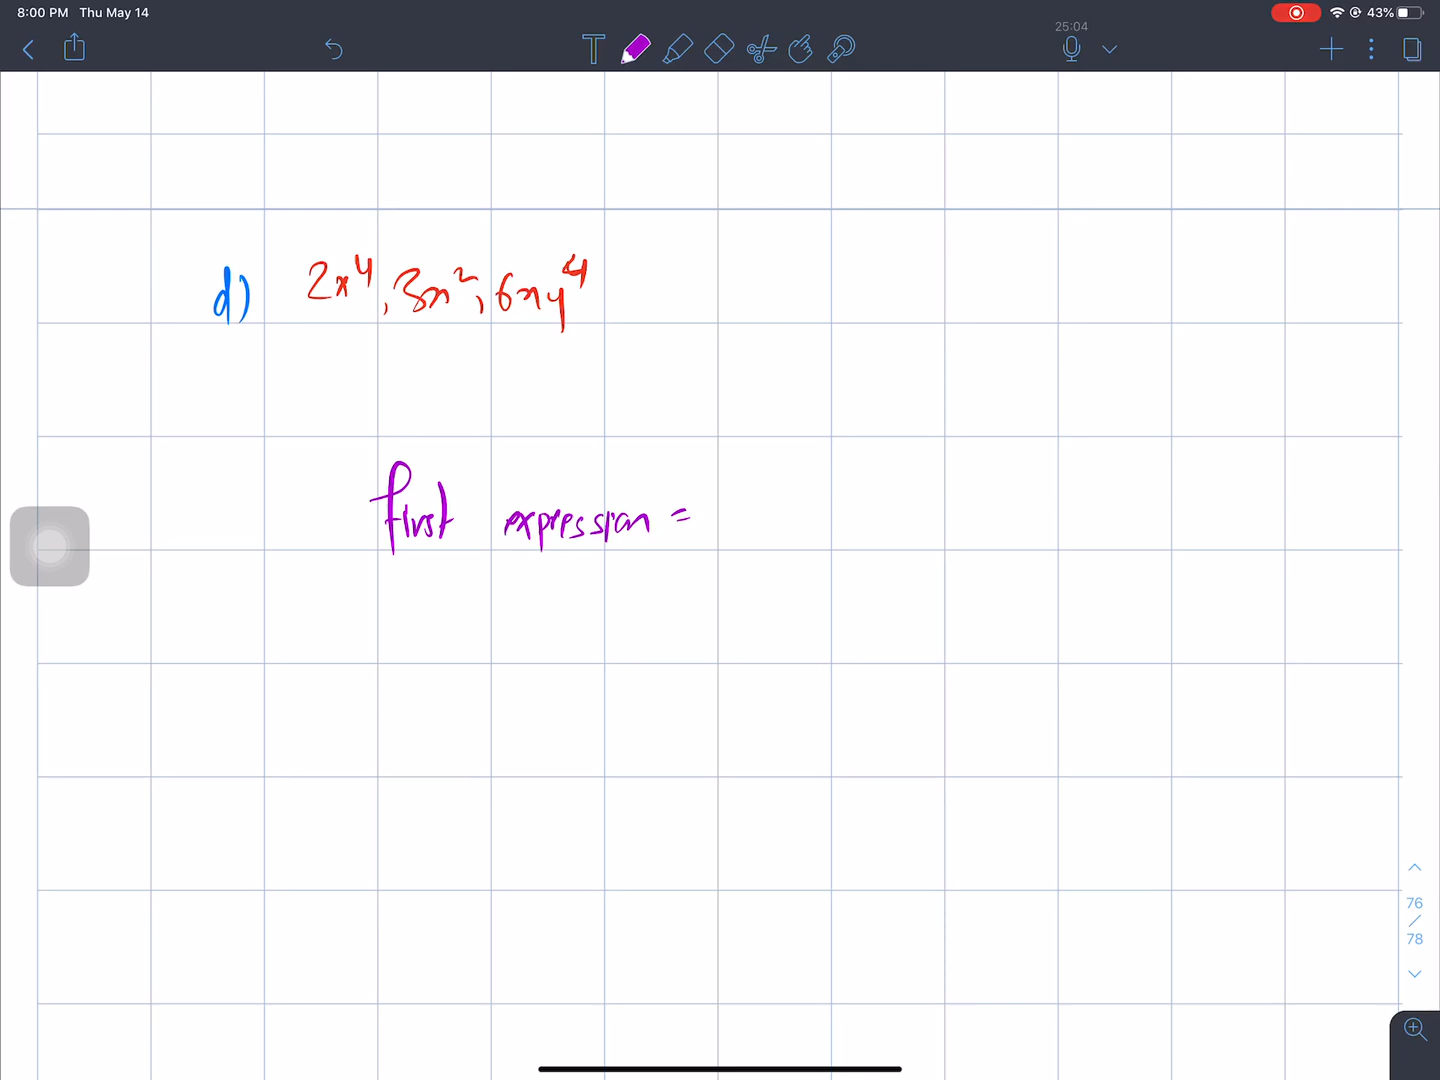 8:00 PM Thu May 14
43%
25:04
d) 2x⁴, 3x², 6xy⁴
first expression =
76
/
78